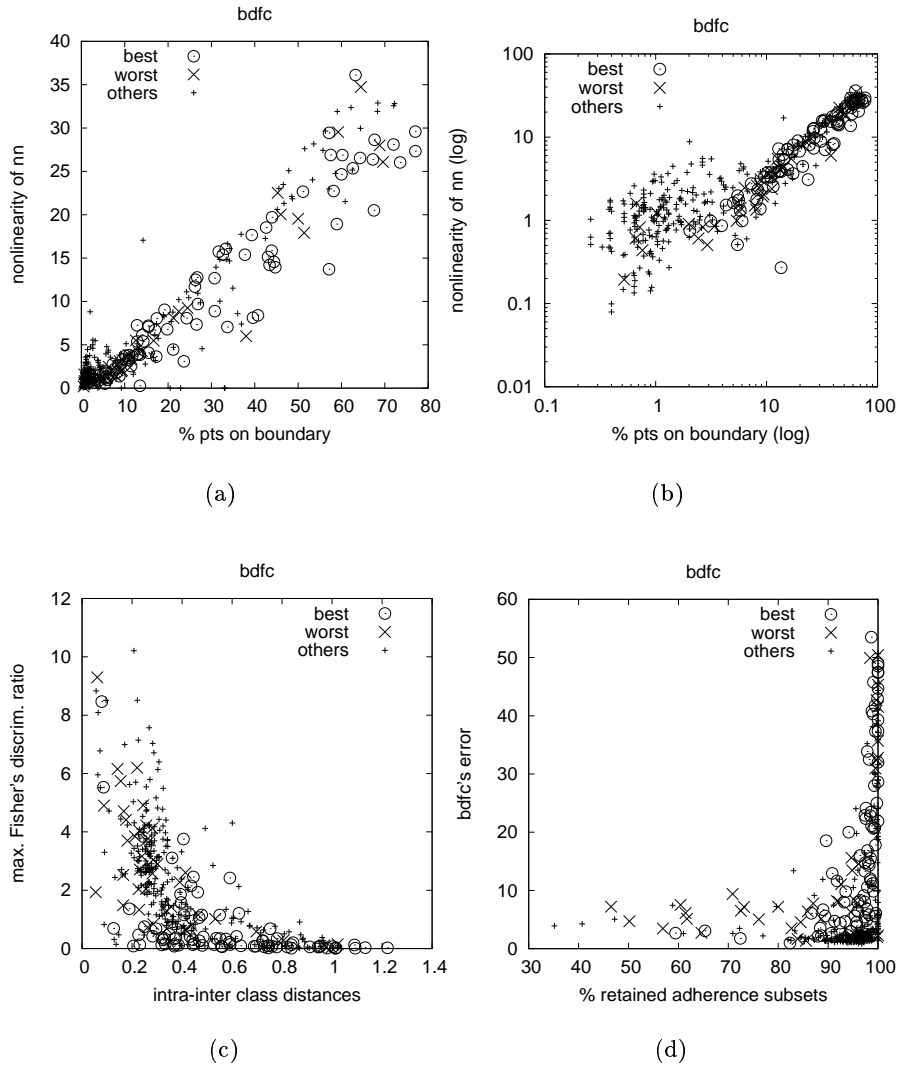 bdfc
40
35
30
25
20
15
10
5
0
0 10 20 30 40 50 60 70 80
best
worst
others
nonlinearity of nn
% pts on boundary
(a)
bdfc
100
10
1
0.1
0.01
0.1 1 10 100
best
worst
others
nonlinearity of nn (log)
% pts on boundary (log)
(b)
bdfc
12
10
8
6
4
2
0
0 0.2 0.4 0.6 0.8 1 1.2 1.4
best
worst
others
max. Fisher's discrim. ratio
intra-inter class distances
(c)
bdfc
60
50
40
30
20
10
0
30 40 50 60 70 80 90 100
best
worst
others
bdfc's error
% retained adherence subsets
(d)